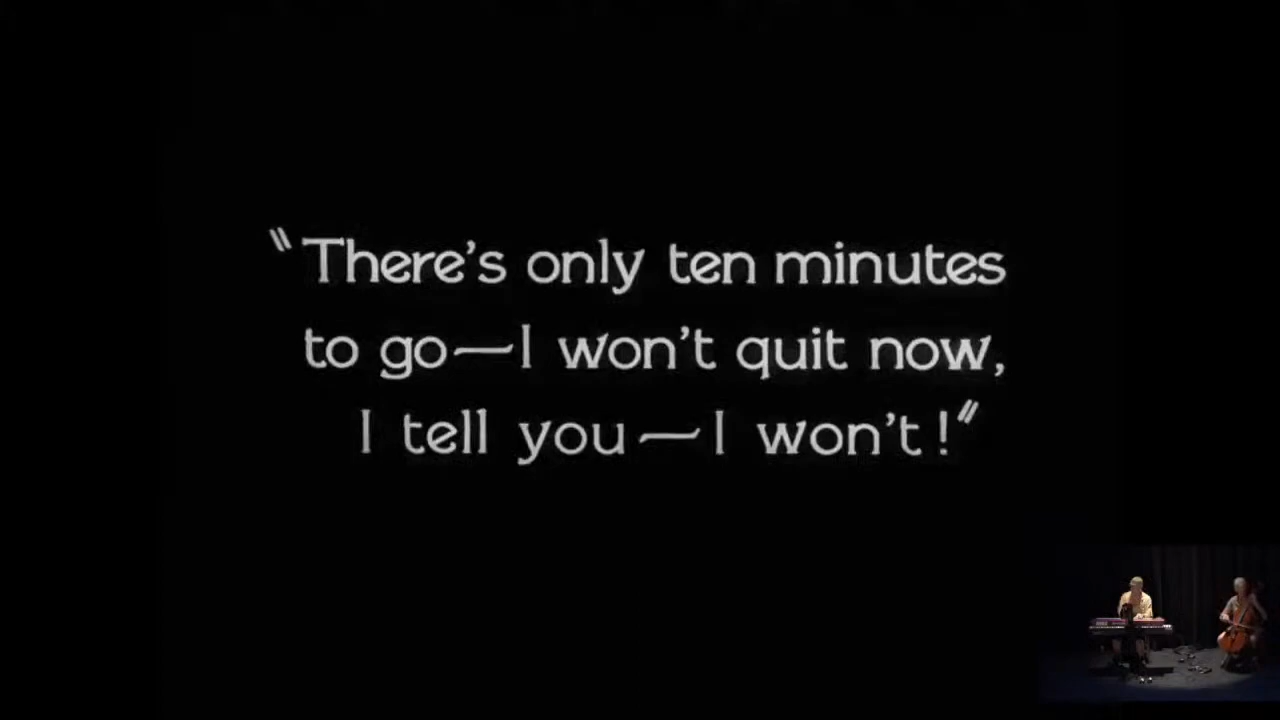 "There's only ten minutes
to go—I won't quit now,
I tell you—I won't!"